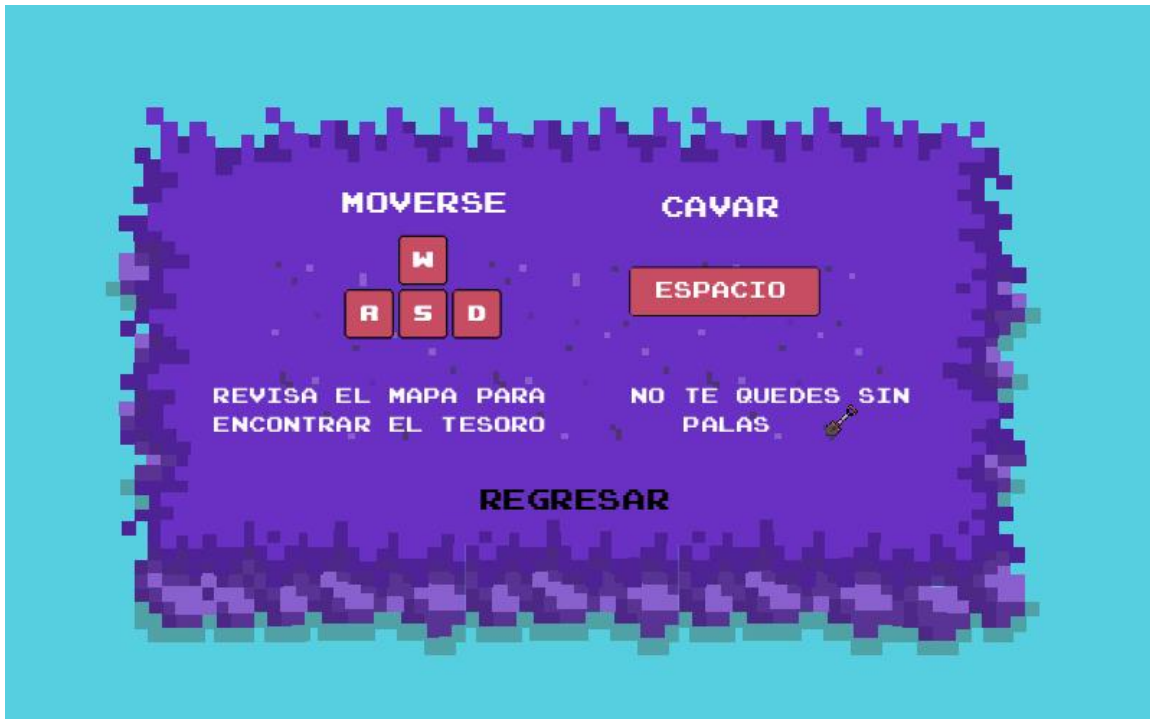 MOVERSE
W
A S D
REVISA EL MAPA PARA
ENCONTRAR EL TESORO
CAVAR
ESPACIO
NO TE QUEDES SIN
PALAS
REGRESAR